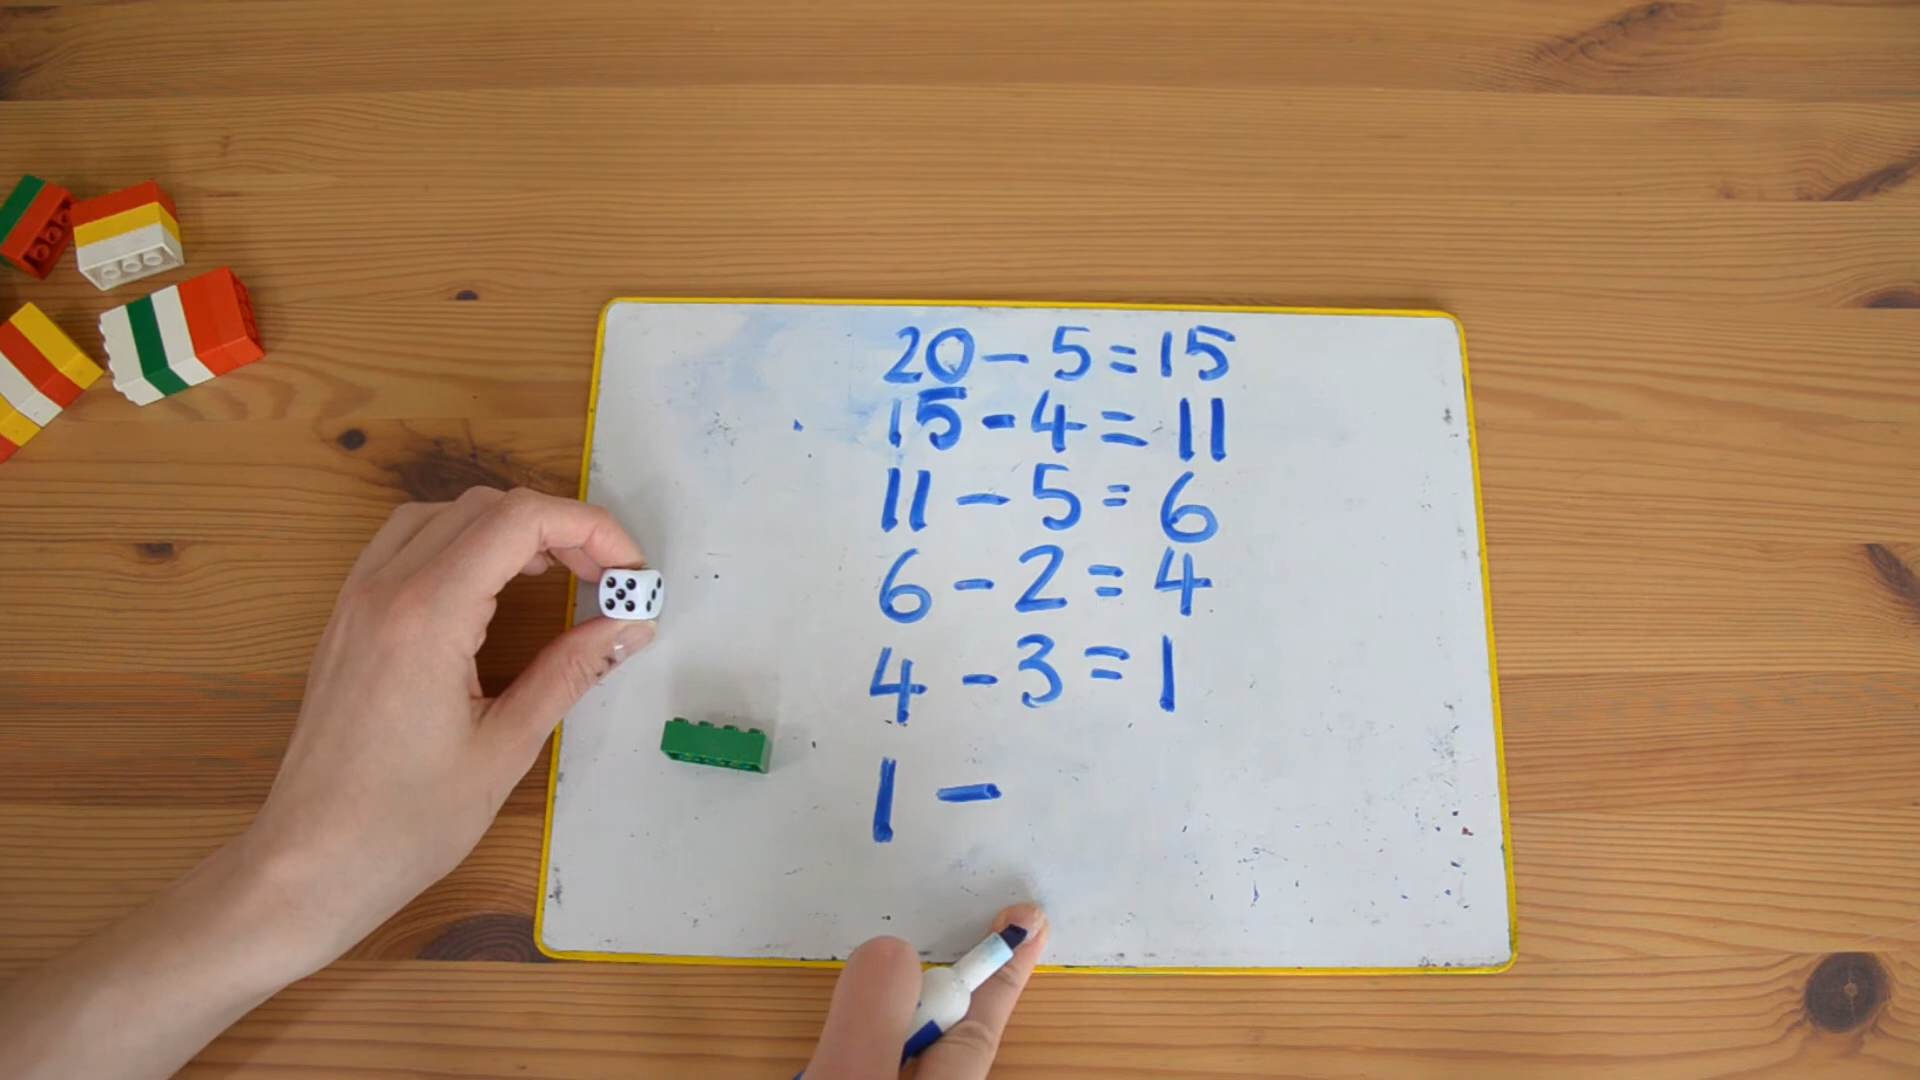 20 - 5 = 15
15 - 4 = 11
11 - 5 = 6
6 - 2 = 4
4 - 3 = 1
1 -